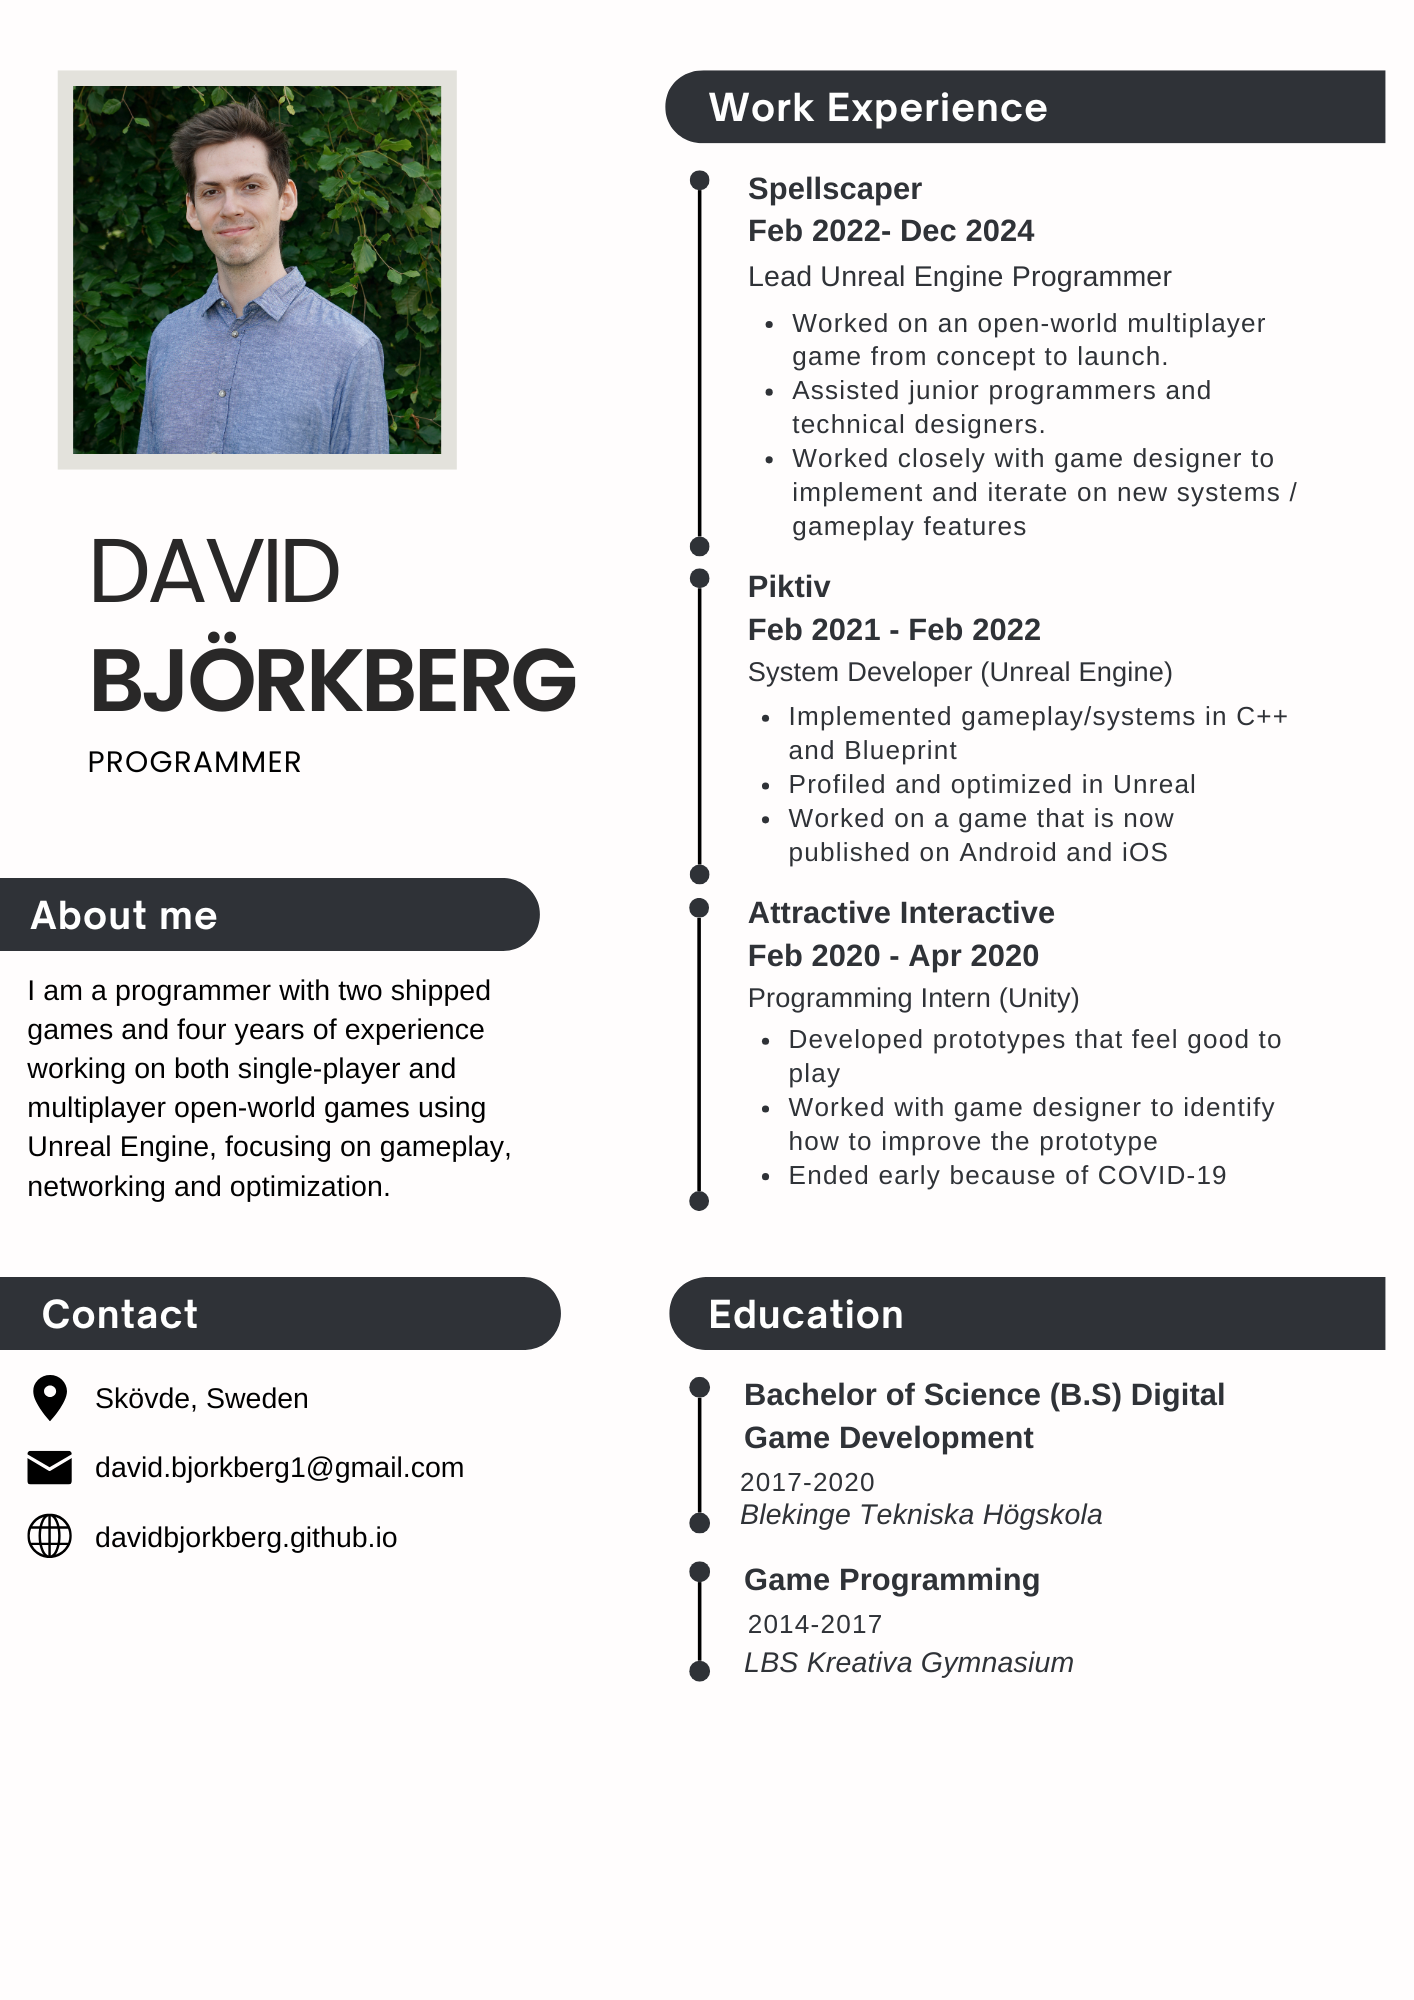 DAVID
BJÖRKBERG
PROGRAMMER
About me
I am a programmer with two shipped
games and four years of experience
working on both single-player and
multiplayer open-world games using
Unreal Engine, focusing on gameplay,
networking and optimization.
Contact
Skövde, Sweden
david.bjorkberg1@gmail.com
davidbjorkberg.github.io
Work Experience
Spellscaper
Feb 2022- Dec 2024
Lead Unreal Engine Programmer
• Worked on an open-world multiplayer
game from concept to launch.
• Assisted junior programmers and
technical designers.
• Worked closely with game designer to
implement and iterate on new systems /
gameplay features
Piktiv
Feb 2021 - Feb 2022
System Developer (Unreal Engine)
• Implemented gameplay/systems in C++
and Blueprint
• Profiled and optimized in Unreal
• Worked on a game that is now
published on Android and iOS
Attractive Interactive
Feb 2020 - Apr 2020
Programming Intern (Unity)
• Developed prototypes that feel good to
play
• Worked with game designer to identify
how to improve the prototype
• Ended early because of COVID-19
Education
Bachelor of Science (B.S) Digital
Game Development
2017-2020
Blekinge Tekniska Högskola
Game Programming
2014-2017
LBS Kreativa Gymnasium